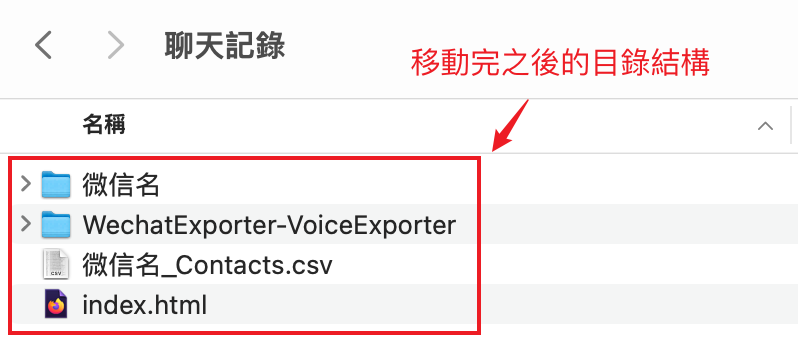 聊天記錄
移動完之後的目錄結構
名稱
微信名
WechatExporter-VoiceExporter
微信名_Contacts.csv
CSV
index.html